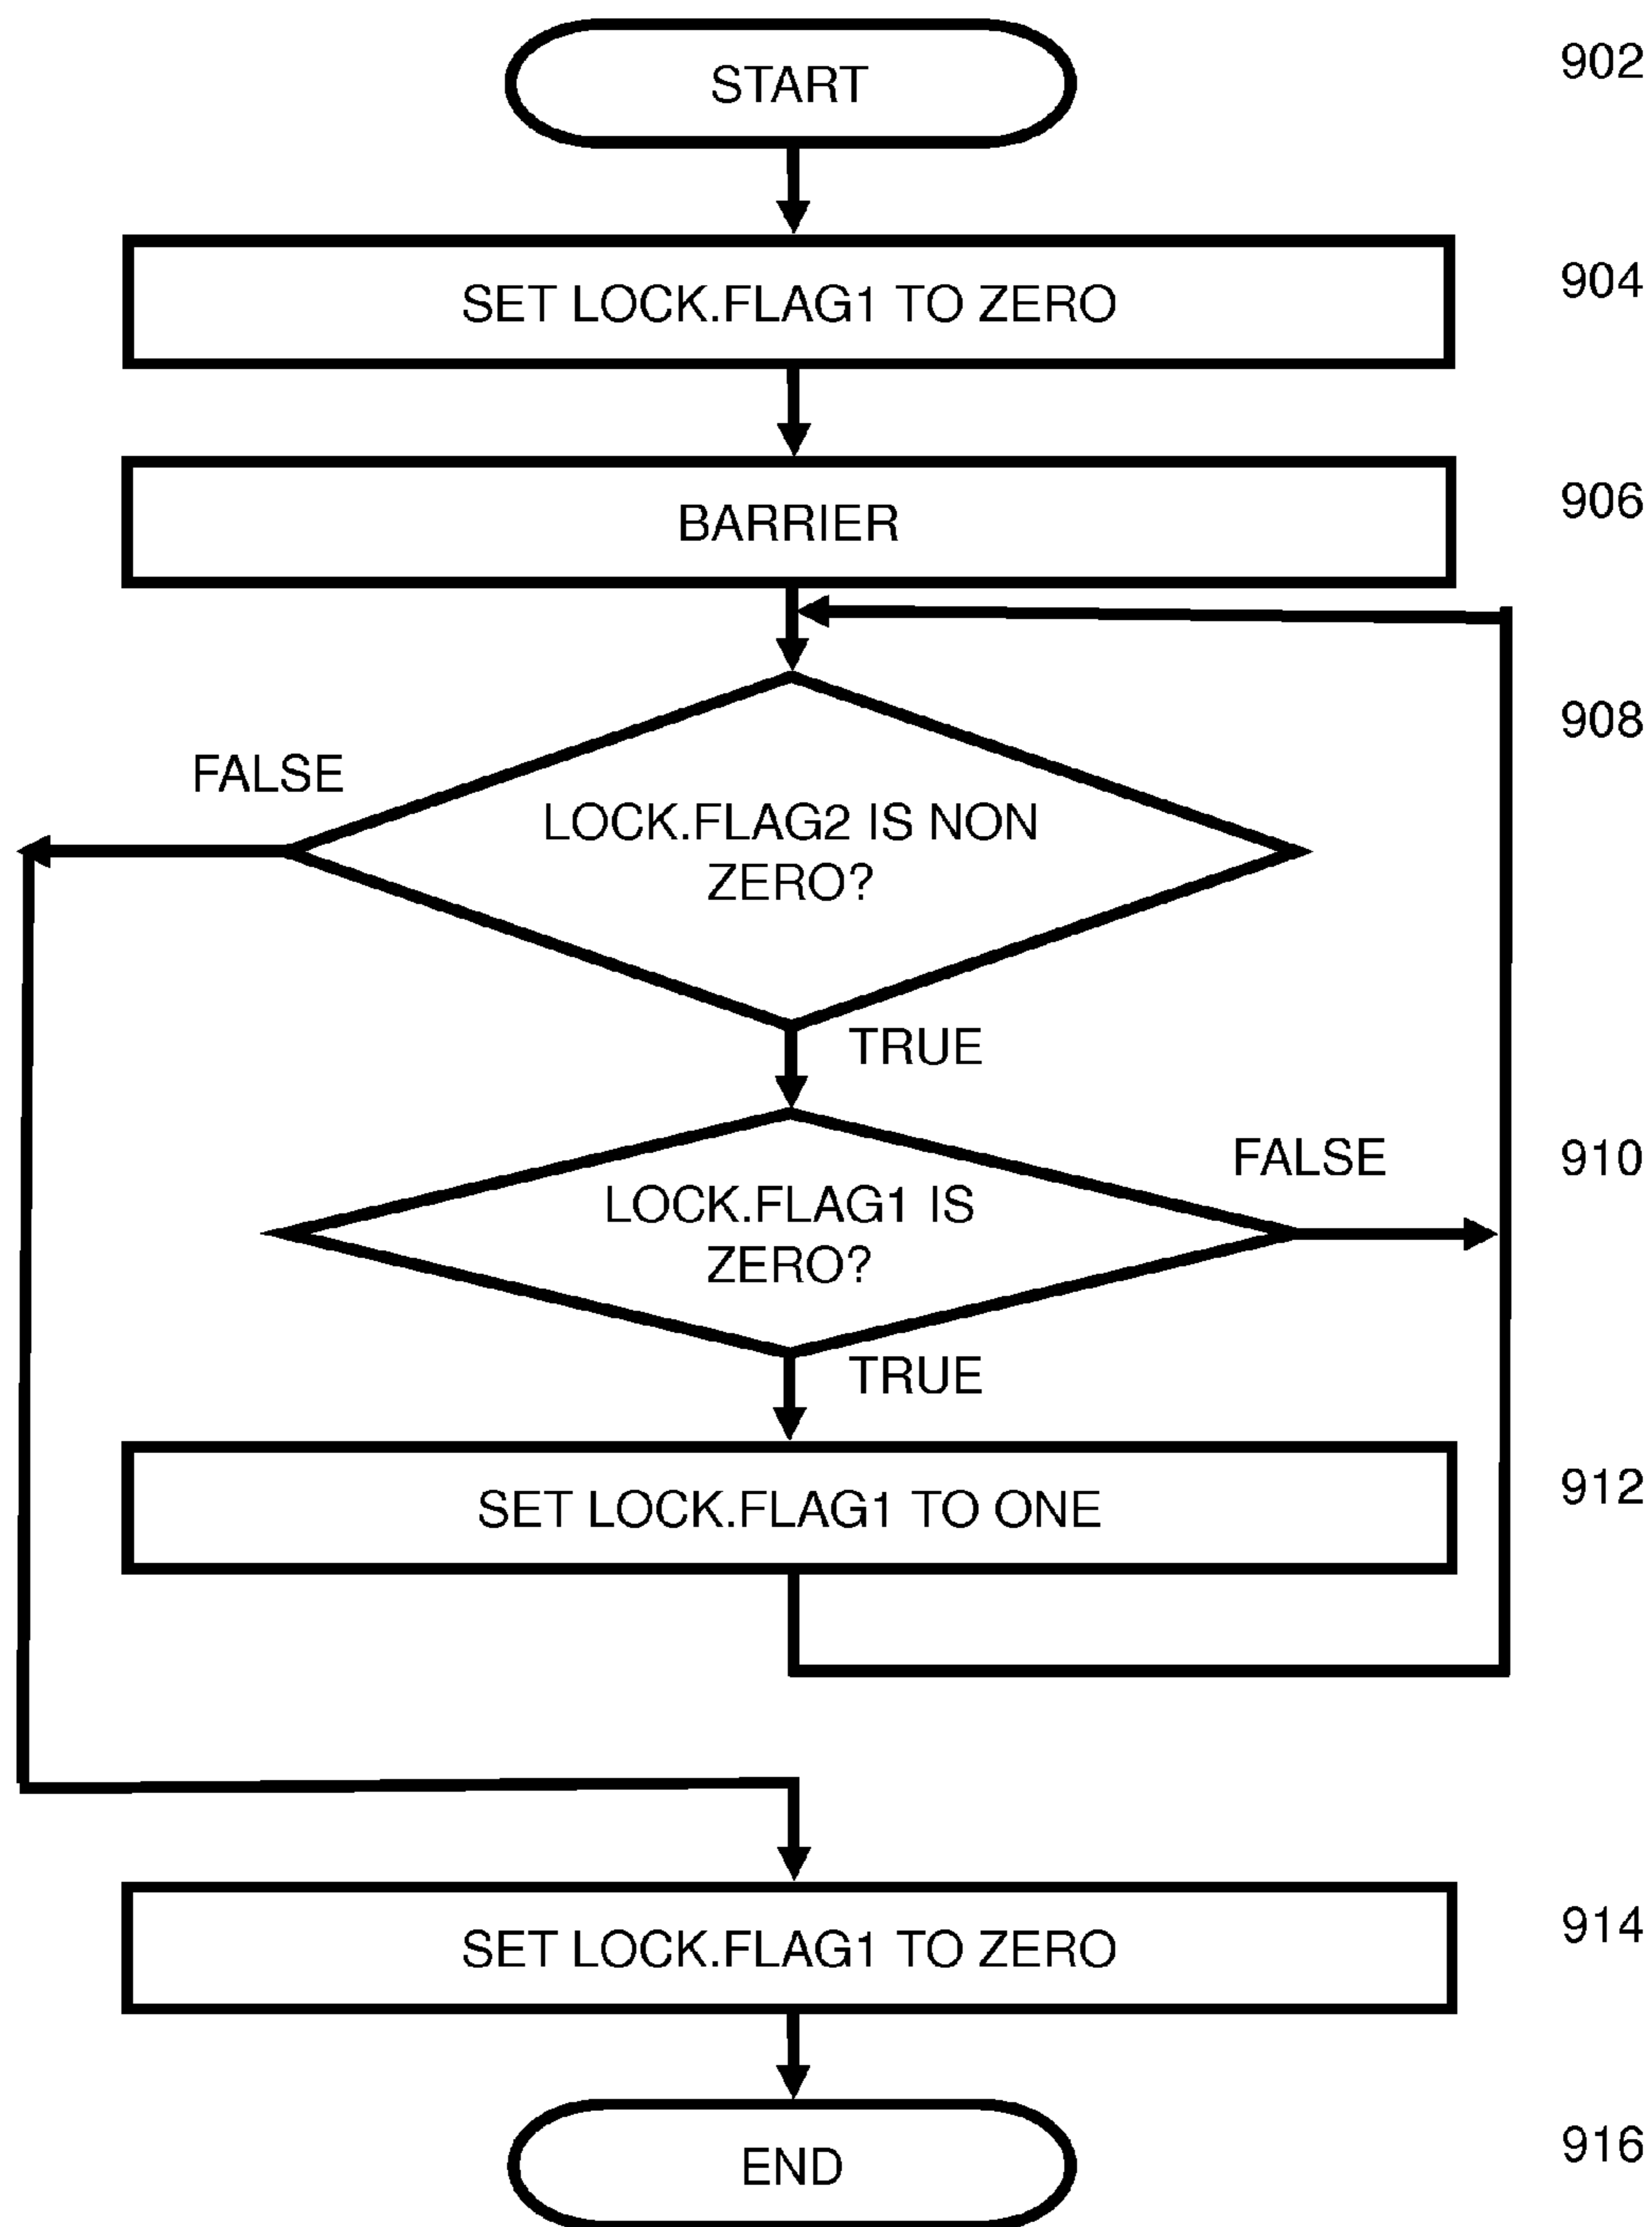 START
902
SET LOCK.FLAG1 TO ZERO
904
BARRIER
906
908
FALSE
LOCK.FLAG2 IS NON
ZERO?
TRUE
FALSE
910
LOCK.FLAG1 IS
ZERO?
TRUE
SET LOCK.FLAG1 TO ONE
912
SET LOCK.FLAG1 TO ZERO
914
END
916